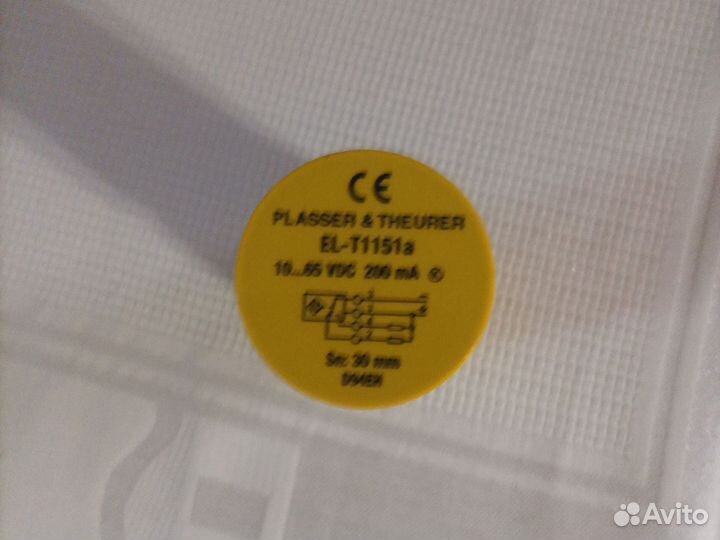 CE
PLASSER & THEURER
EL-T1151a
10...65 VDC 200 mA
Sn: 30 mm
Avito